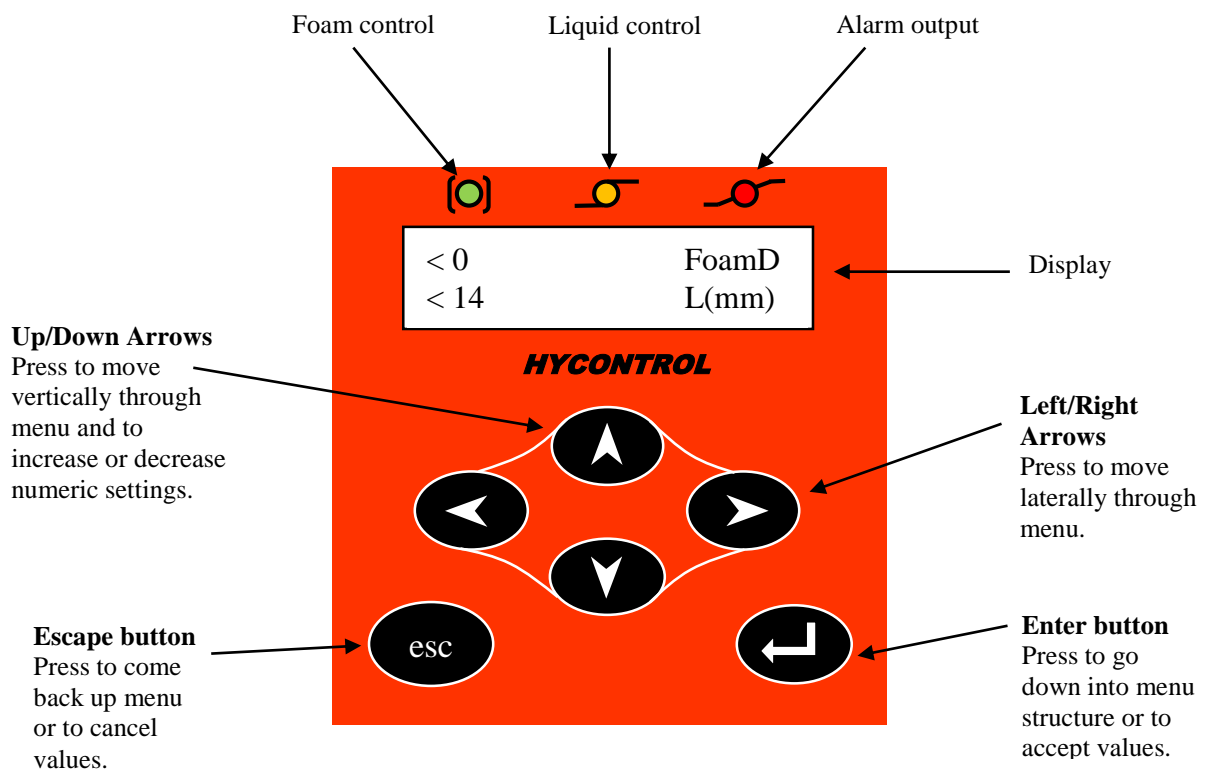 Foam control
Liquid control
Alarm output
< 0 FoamD
< 14 L(mm)
Display
HYCONTROL
Up/Down Arrows
Press to move
vertically through
menu and to
increase or decrease
numeric settings.
Left/Right
Arrows
Press to move
laterally through
menu.
Escape button
Press to come
back up menu
or to cancel
values.
esc
Enter button
Press to go
down into menu
structure or to
accept values.